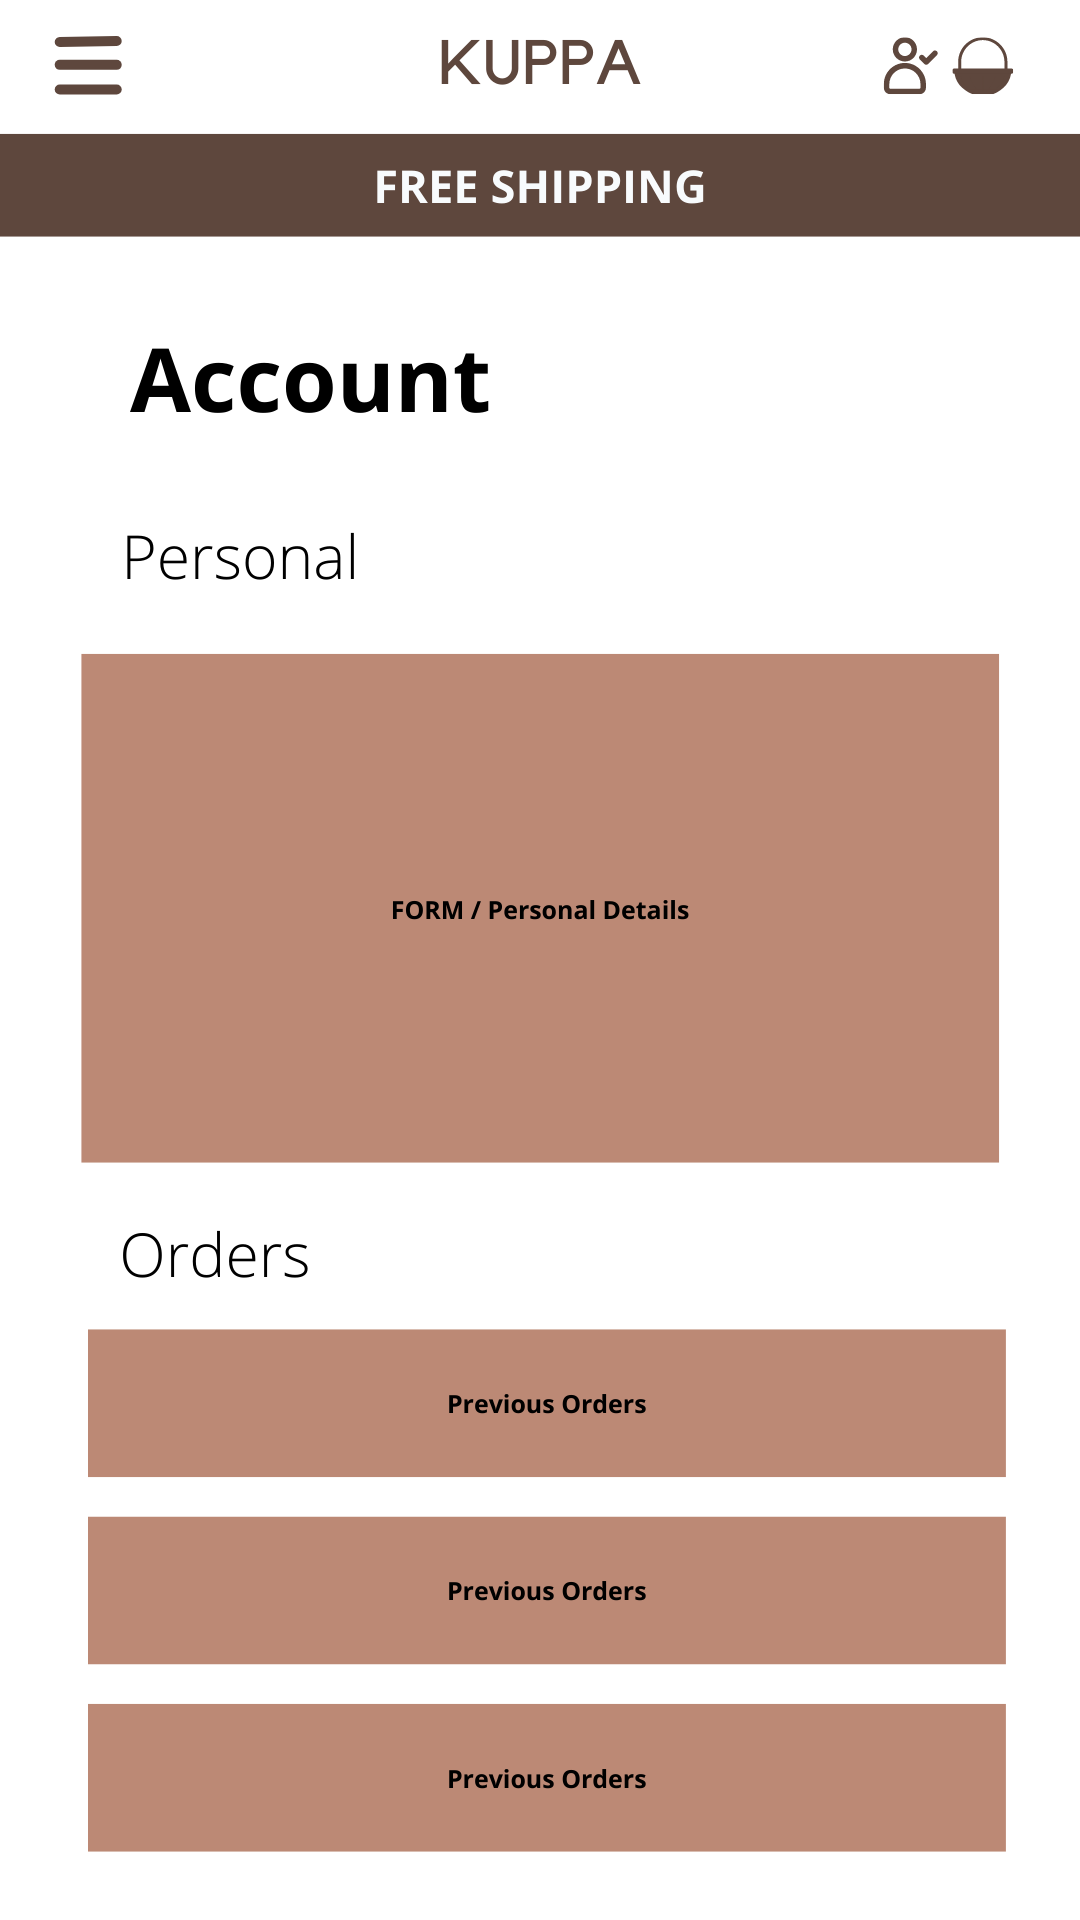 KUPPA
FREE SHIPPING
Account
Personal
FORM / Personal Details
Orders
Previous Orders
Previous Orders
Previous Orders